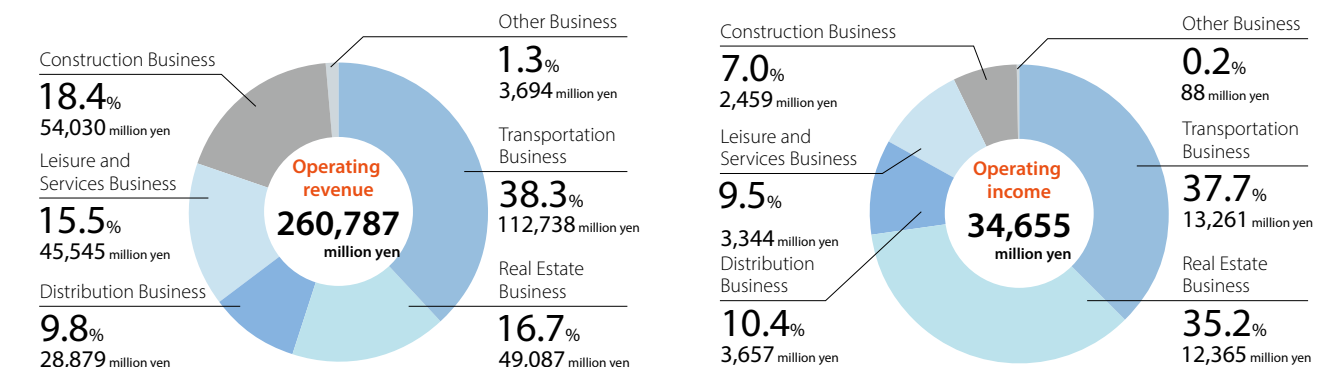 Other Business
1.3%
3,694 million yen
Construction Business
18.4%
54,030 million yen
Transportation
Business
38.3%
112,738 million yen
Leisure and
Services Business
15.5%
45,545 million yen
Operating
revenue
260,787
million yen
Real Estate
Business
16.7%
49,087 million yen
Distribution Business
9.8%
28,879 million yen
Other Business
0.2%
88 million yen
Construction Business
7.0%
2,459 million yen
Transportation
Business
37.7%
13,261 million yen
Leisure and
Services Business
9.5%
3,344 million yen
Operating
income
34,655
million yen
Distribution
Business
10.4%
3,657 million yen
Real Estate
Business
35.2%
12,365 million yen